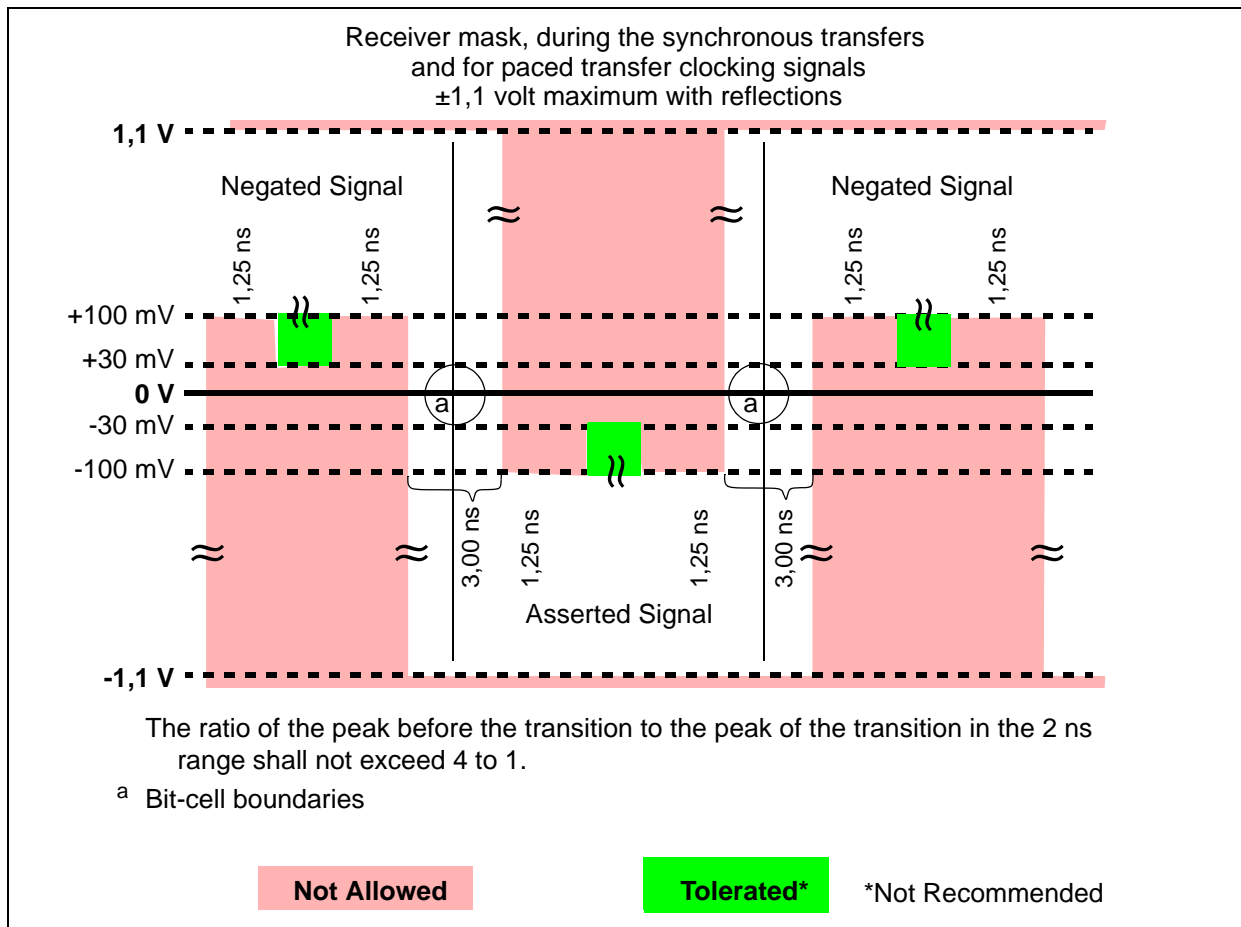 Receiver mask, during the synchronous transfers
and for paced transfer clocking signals
±1,1 volt maximum with reflections
1,1 V
Negated Signal
Negated Signal
1,25 ns
1,25 ns
1,25 ns
1,25 ns
+100 mV
+30 mV
0 V
a
a
-30 mV
-100 mV
3,00 ns
1,25 ns
1,25 ns
3,00 ns
Asserted Signal
-1,1 V
The ratio of the peak before the transition to the peak of the transition in the 2 ns
range shall not exceed 4 to 1.
a Bit-cell boundaries
Not Allowed
Tolerated*
*Not Recommended